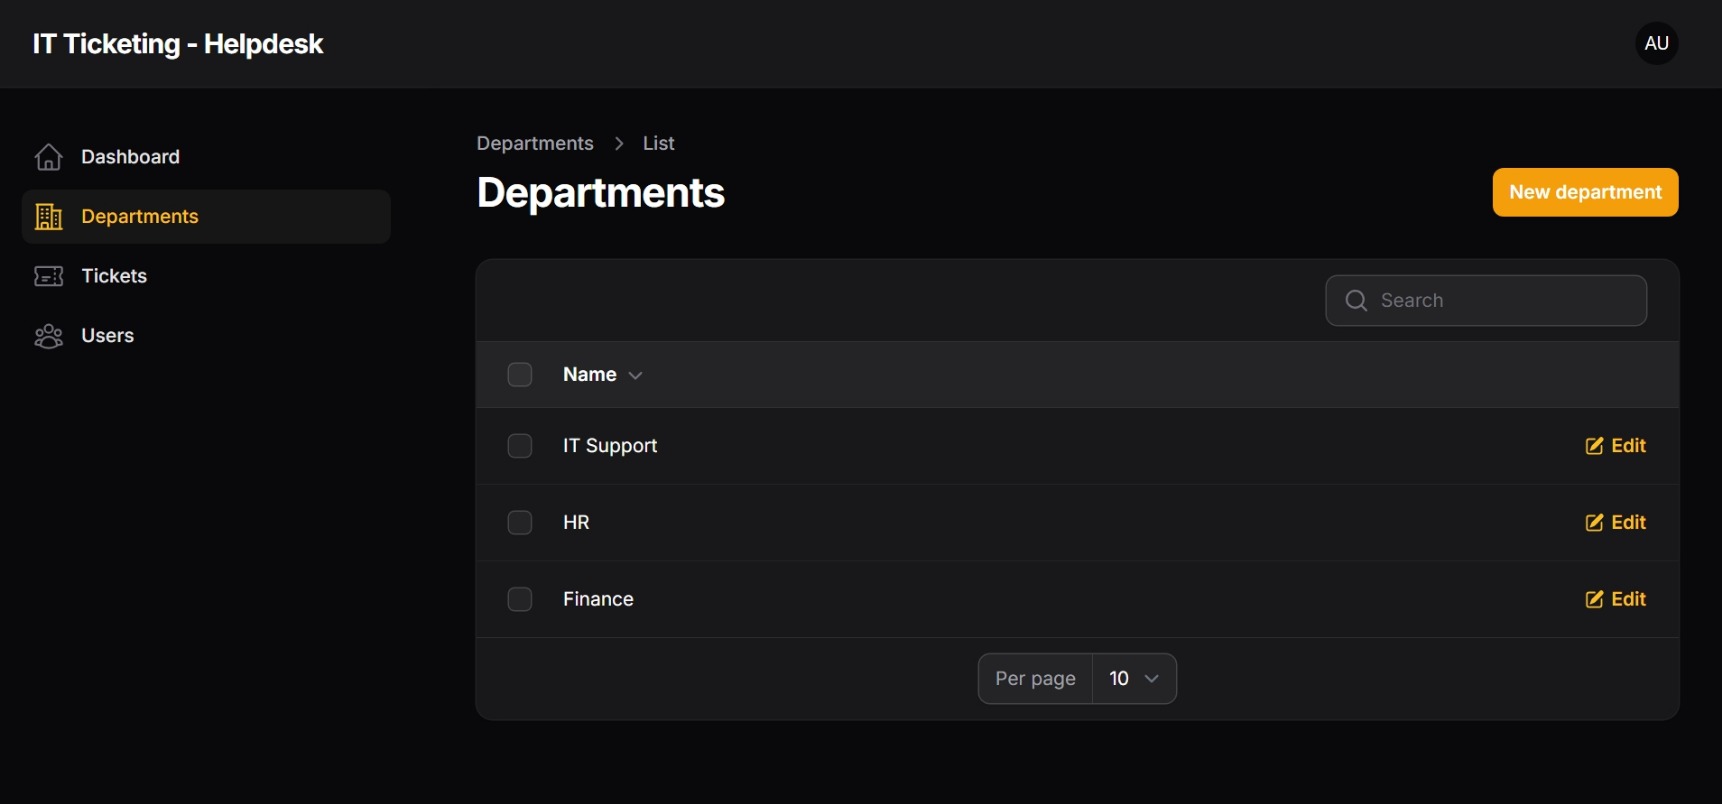 IT Ticketing - Helpdesk
AU
Dashboard
Departments
Tickets
Users
Departments > List
Departments
New department
Search
Name
IT Support Edit
HR Edit
Finance Edit
Per page 10